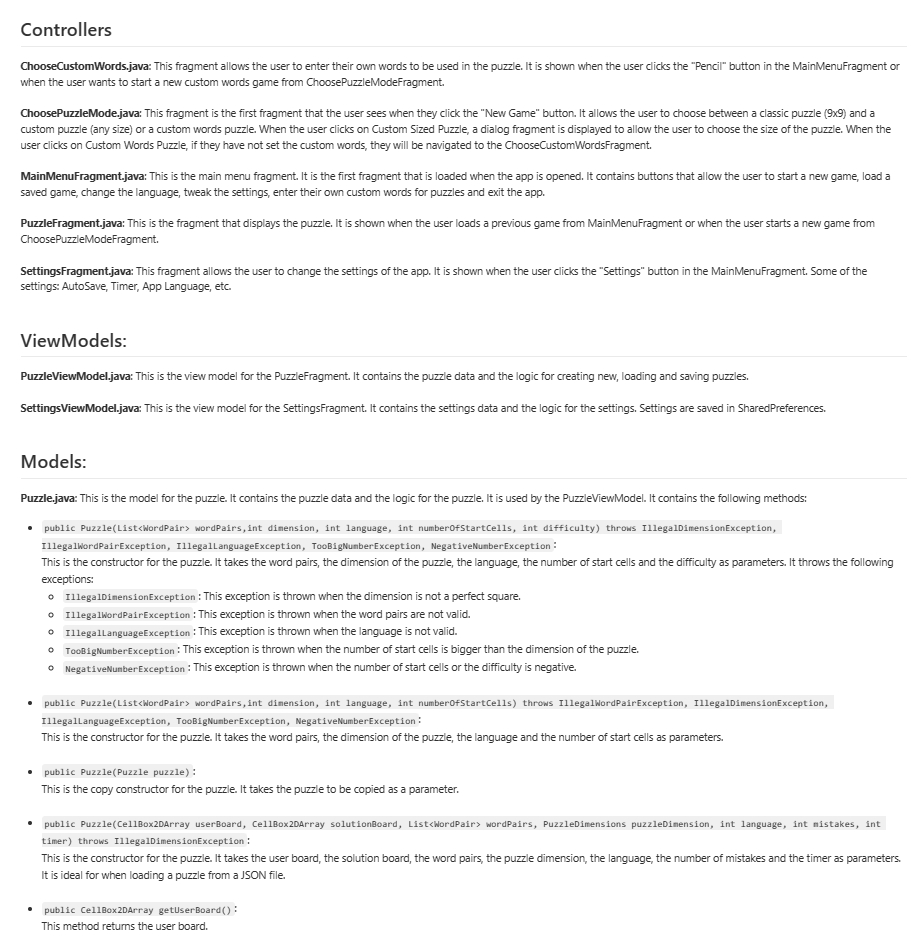 Controllers
ChooseCustomWords.java: This fragment allows the user to enter their own words to be used in the puzzle. It is shown when the user clicks the "Pencil" button in the MainMenuFragment or
when the user wants to start a new custom words game from ChoosePuzzleModeFragment.
ChoosePuzzleMode.java: This fragment is the first fragment that the user sees when they click the "New Game" button. It allows the user to choose between a classic puzzle (9x9) and a
custom puzzle (any size) or a custom words puzzle. When the user clicks on Custom Sized Puzzle, a dialog fragment is displayed to allow the user to choose the size of the puzzle. When the
user clicks on Custom Words Puzzle, if they have not set the custom words, they will be navigated to the ChooseCustomWordsFragment.
MainMenuFragment.java: This is the main menu fragment. It is the first fragment that is loaded when the app is opened. It contains buttons that allow the user to start a new game, load a
saved game, change the language, tweak the settings, enter their own custom words for puzzles and exit the app.
PuzzleFragment.java: This is the fragment that displays the puzzle. It is shown when the user loads a previous game from MainMenuFragment or when the user starts a new game from
ChoosePuzzleModeFragment.
SettingsFragment.java: This fragment allows the user to change the settings of the app. It is shown when the user clicks the "Settings" button in the MainMenuFragment. Some of the
settings: AutoSave, Timer, App Language, etc.
ViewModels:
PuzzleViewModel.java: This is the view model for the PuzzleFragment. It contains the puzzle data and the logic for creating new, loading and saving puzzles.
SettingsViewModel.java: This is the view model for the SettingsFragment. It contains the settings data and the logic for the settings. Settings are saved in SharedPreferences.
Models:
Puzzle.java: This is the model for the puzzle. It contains the puzzle data and the logic for the puzzle. It is used by the PuzzleViewModel. It contains the following methods:
• public Puzzle(List<WordPair> wordPairs,int dimension, int language, int numberOfStartCells, int difficulty) throws IllegalDimensionException,
IllegalWordPairException, IllegalLanguageException, TooBigNumberException, NegativeNumberException:
This is the constructor for the puzzle. It takes the word pairs, the dimension of the puzzle, the language, the number of start cells and the difficulty as parameters. It throws the following
exceptions:
○ IllegalDimensionException: This exception is thrown when the dimension is not a perfect square.
○ IllegalWordPairException: This exception is thrown when the word pairs are not valid.
○ IllegalLanguageException: This exception is thrown when the language is not valid.
○ TooBigNumberException: This exception is thrown when the number of start cells is bigger than the dimension of the puzzle.
○ NegativeNumberException: This exception is thrown when the number of start cells or the difficulty is negative.
• public Puzzle(List<WordPair> wordPairs,int dimension, int language, int numberOfStartCells) throws IllegalWordPairException, IllegalDimensionException,
IllegalLanguageException, TooBigNumberException, NegativeNumberException:
This is the constructor for the puzzle. It takes the word pairs, the dimension of the puzzle, the language and the number of start cells as parameters.
• public Puzzle(Puzzle puzzle):
This is the copy constructor for the puzzle. It takes the puzzle to be copied as a parameter.
• public Puzzle(CellBox2DArray userBoard, CellBox2DArray solutionBoard, List<WordPair> wordPairs, PuzzleDimensions puzzleDimension, int language, int mistakes, int
timer) throws IllegalDimensionException:
This is the constructor for the puzzle. It takes the user board, the solution board, the word pairs, the puzzle dimension, the language, the number of mistakes and the timer as parameters.
It is ideal for when loading a puzzle from a JSON file.
• public CellBox2DArray getUserBoard():
This method returns the user board.